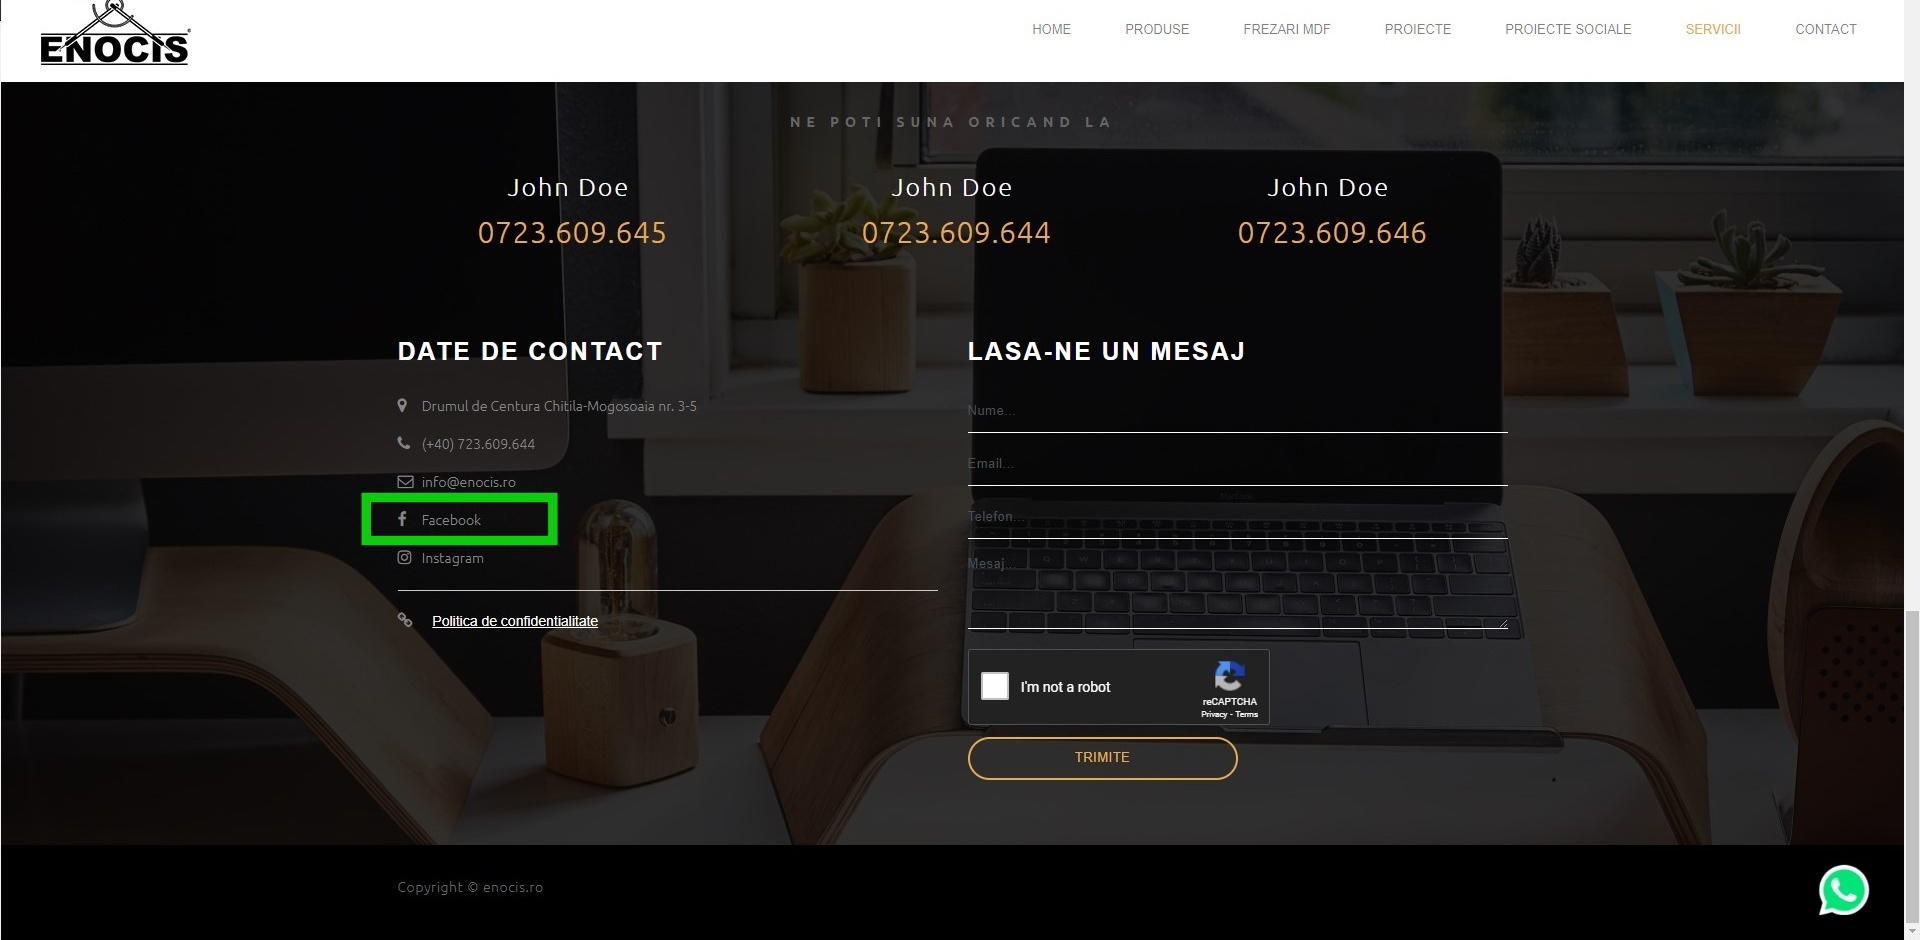 ENOCIS
HOME PRODUSE FREZARI MDF PROIECTE PROIECTE SOCIALE SERVICII CONTACT
NE POTI SUNA ORICAND LA
John Doe John Doe John Doe
0723.609.645 0723.609.644 0723.609.646
DATE DE CONTACT
Drumul de Centura Chitila-Mogosoaia nr. 3-5
(+40) 723.609.644
info@enocis.ro
Facebook
Instagram
Politica de confidentialitate
LASA-NE UN MESAJ
Nume...
Email...
Telefon...
Mesaj...
I'm not a robot
reCAPTCHA
Privacy - Terms
TRIMITE
Copyright © enocis.ro